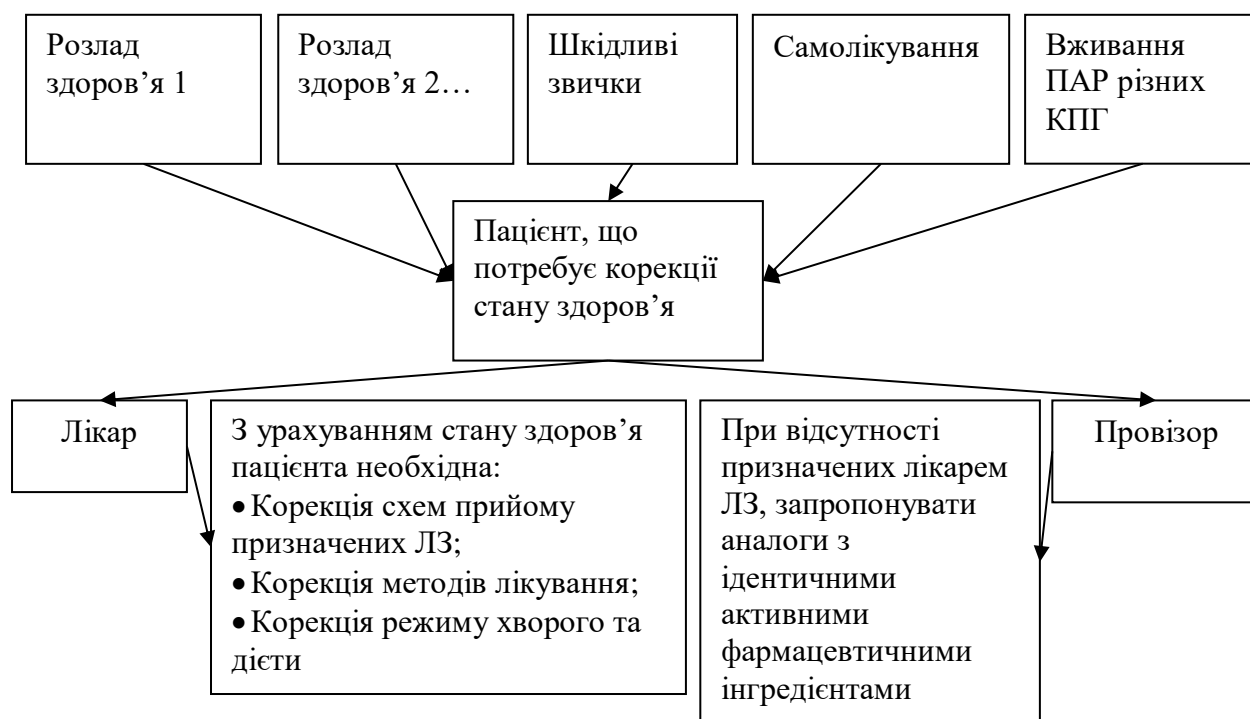 Розлад
здоров’я 1
Розлад
здоров’я 2…
Шкідливі
звички
Самолікування
Вживання
ПАР різних
КПГ
Пацієнт, що
потребує корекції
стану здоров’я
Лікар
З урахуванням стану здоров’я
пацієнта необхідна:
• Корекція схем прийому
призначених ЛЗ;
• Корекція методів лікування;
• Корекція режиму хворого та
дієти
При відсутності
призначених лікарем
ЛЗ, запропонувати
аналоги з
ідентичними
активними
фармацевтичними
інгредієнтами
Провізор